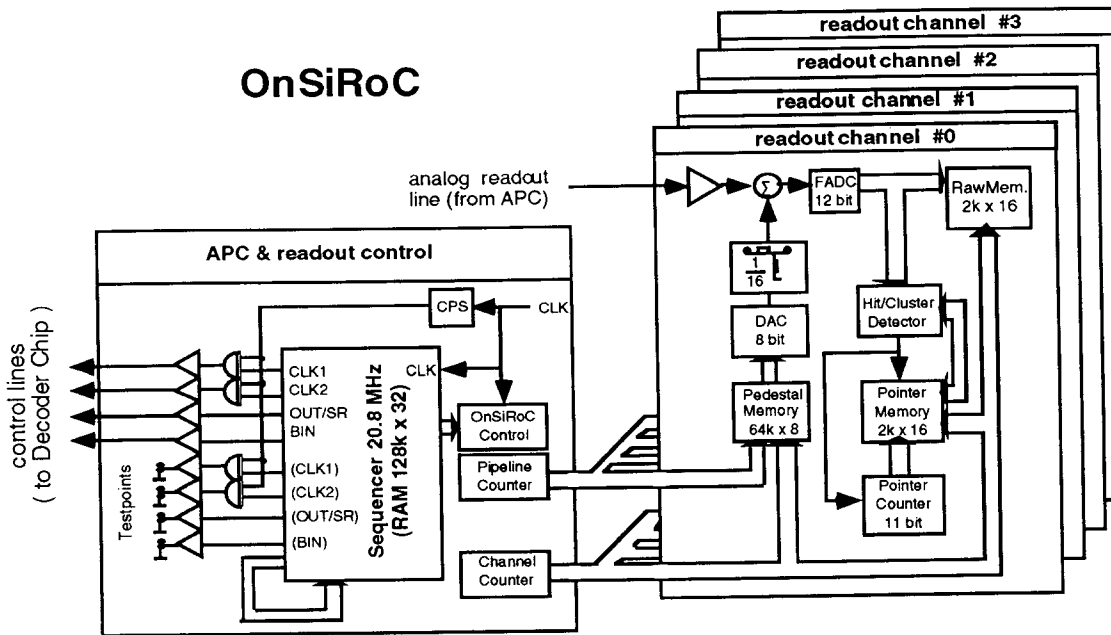 OnSiRoC
readout channel #3
readout channel #2
readout channel #1
readout channel #0
analog readout
line (from APC)
Σ
FADC
12 bit
RawMem.
2k x 16
1
16
DAC
8 bit
Hit/Cluster
Detector
Pedestal
Memory
64k x 8
Pointer
Memory
2k x 16
Pointer
Counter
11 bit
APC & readout control
CPS
CLK
CLK
CLK1
CLK2
OUT/SR
BIN
(CLK1)
(CLK2)
(OUT/SR)
(BIN)
Sequencer 20.8 MHz
(RAM 128k x 32)
OnSiRoC
Control
Pipeline
Counter
Channel
Counter
control lines
( to Decoder Chip )
Testpoints